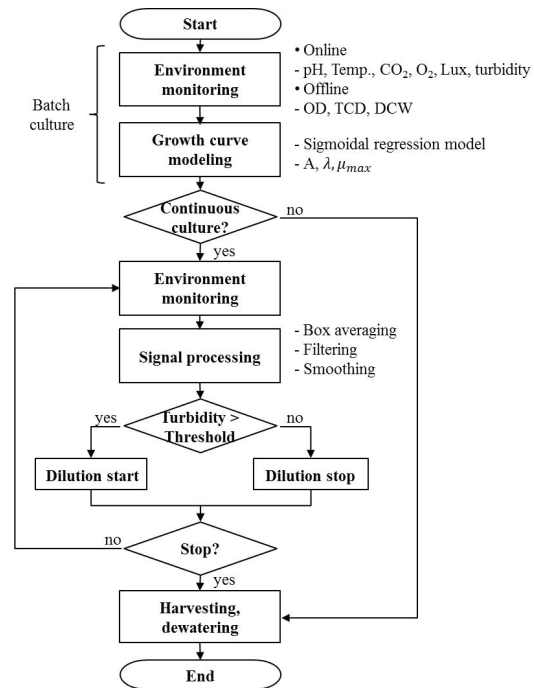 Start
Environment
monitoring
• Online
- pH, Temp., CO₂, O₂, Lux, turbidity
• Offline
- OD, TCD, DCW
Batch
culture
Growth curve
modeling
- Sigmoidal regression model
- A, λ, μₘₐₓ
Continuous
culture?
no
yes
Environment
monitoring
Signal processing
- Box averaging
- Filtering
- Smoothing
yes
Turbidity >
Threshold
no
Dilution start
Dilution stop
no
Stop?
yes
Harvesting,
dewatering
End